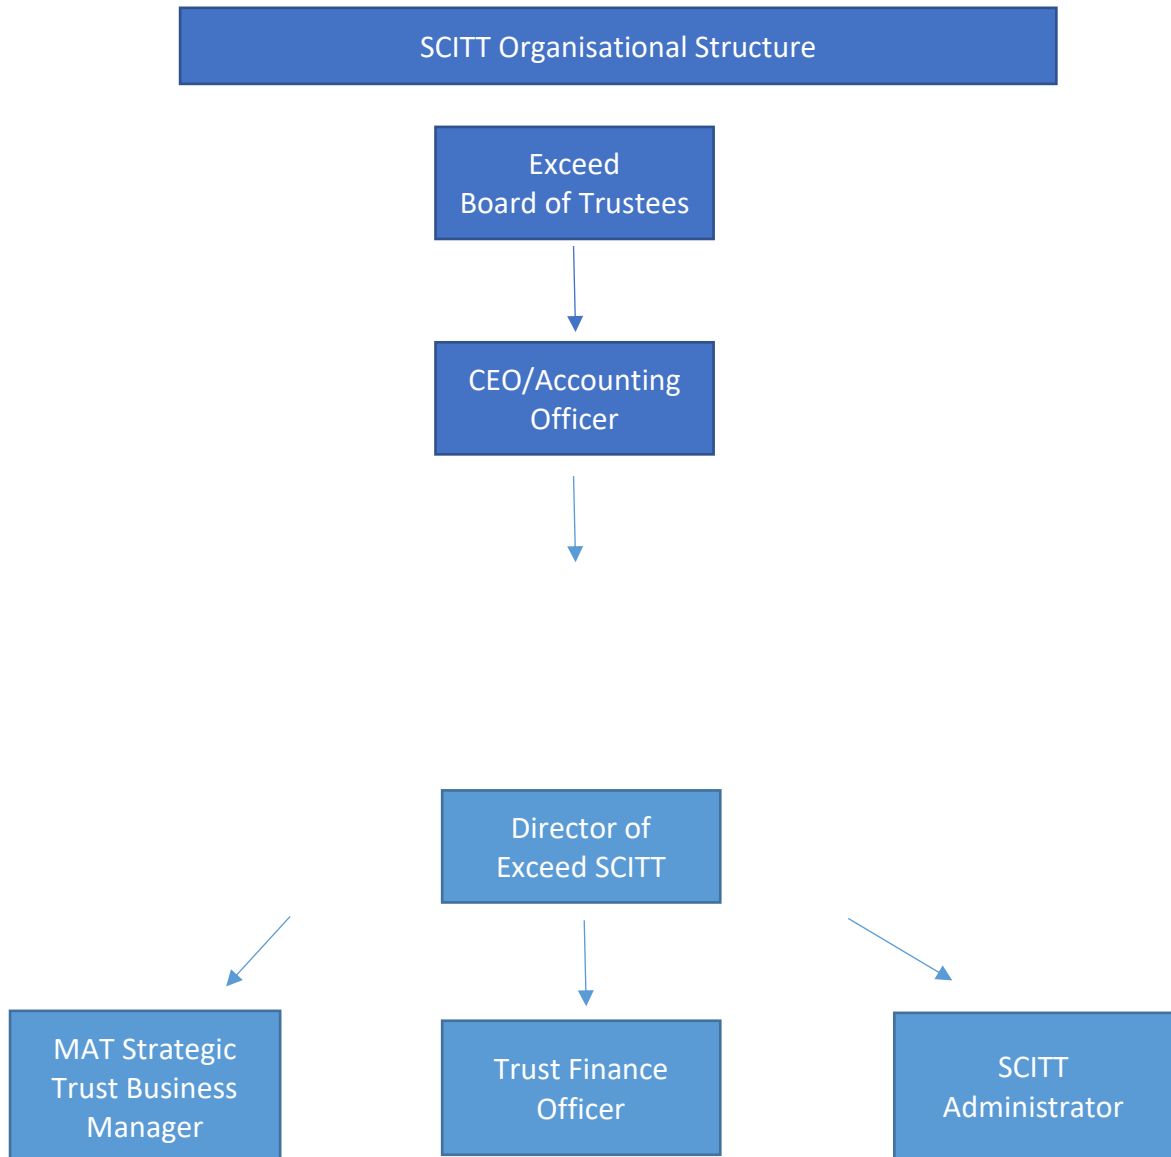 SCITT Organisational Structure
Exceed
Board of Trustees
CEO/Accounting
Officer
Director of
Exceed SCITT
MAT Strategic
Trust Business
Manager
Trust Finance
Officer
SCITT
Administrator